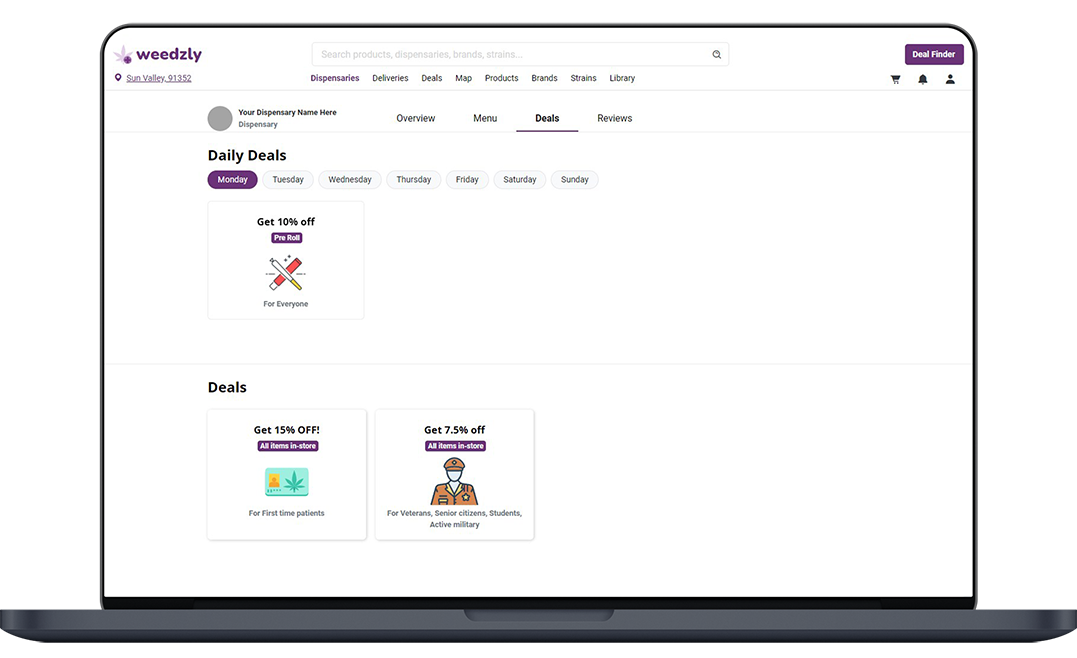 weedzly
Search products, dispensaries, brands, strains...
Deal Finder
Sun Valley, 91352
Dispensaries Deliveries Deals Map Products Brands Strains Library
Your Dispensary Name Here
Dispensary
Overview Menu Deals Reviews
Daily Deals
Monday Tuesday Wednesday Thursday Friday Saturday Sunday
Get 10% off
Pre Roll
For Everyone
Deals
Get 15% OFF!
All items in-store
For First time patients
Get 7.5% off
All items in-store
For Veterans, Senior citizens, Students,
Active military